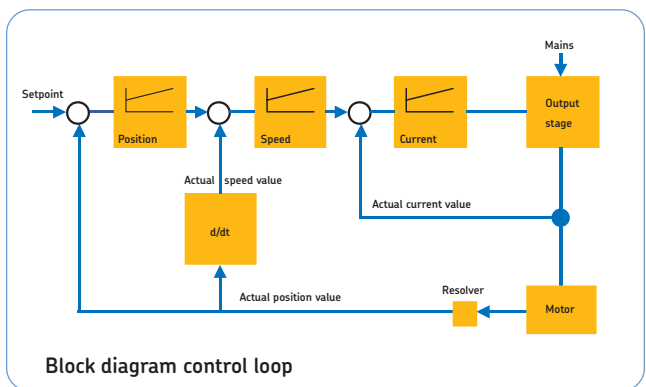 Mains
Setpoint
Output
stage
Position
Speed
Current
Actual speed value
Actual current value
d/dt
Resolver
Actual position value
Motor
Block diagram control loop